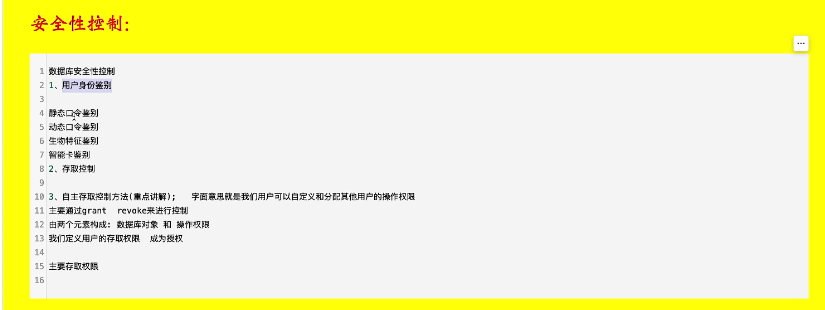 安全性控制:
...
1 数据库安全性控制
2 1、用户身份鉴别
3
4 静态口令鉴别
5 动态口令鉴别
6 生物特征鉴别
7 智能卡鉴别
8 2、存取控制
9
10 3、自主存取控制方法(重点讲解); 字面意思就是我们用户可以自定义和分配其他用户的操作权限
11 主要通过grant revoke来进行控制
12 由两个元素构成: 数据库对象 和 操作权限
13 我们定义用户的存取权限 成为授权
14
15 主要存取权限
16